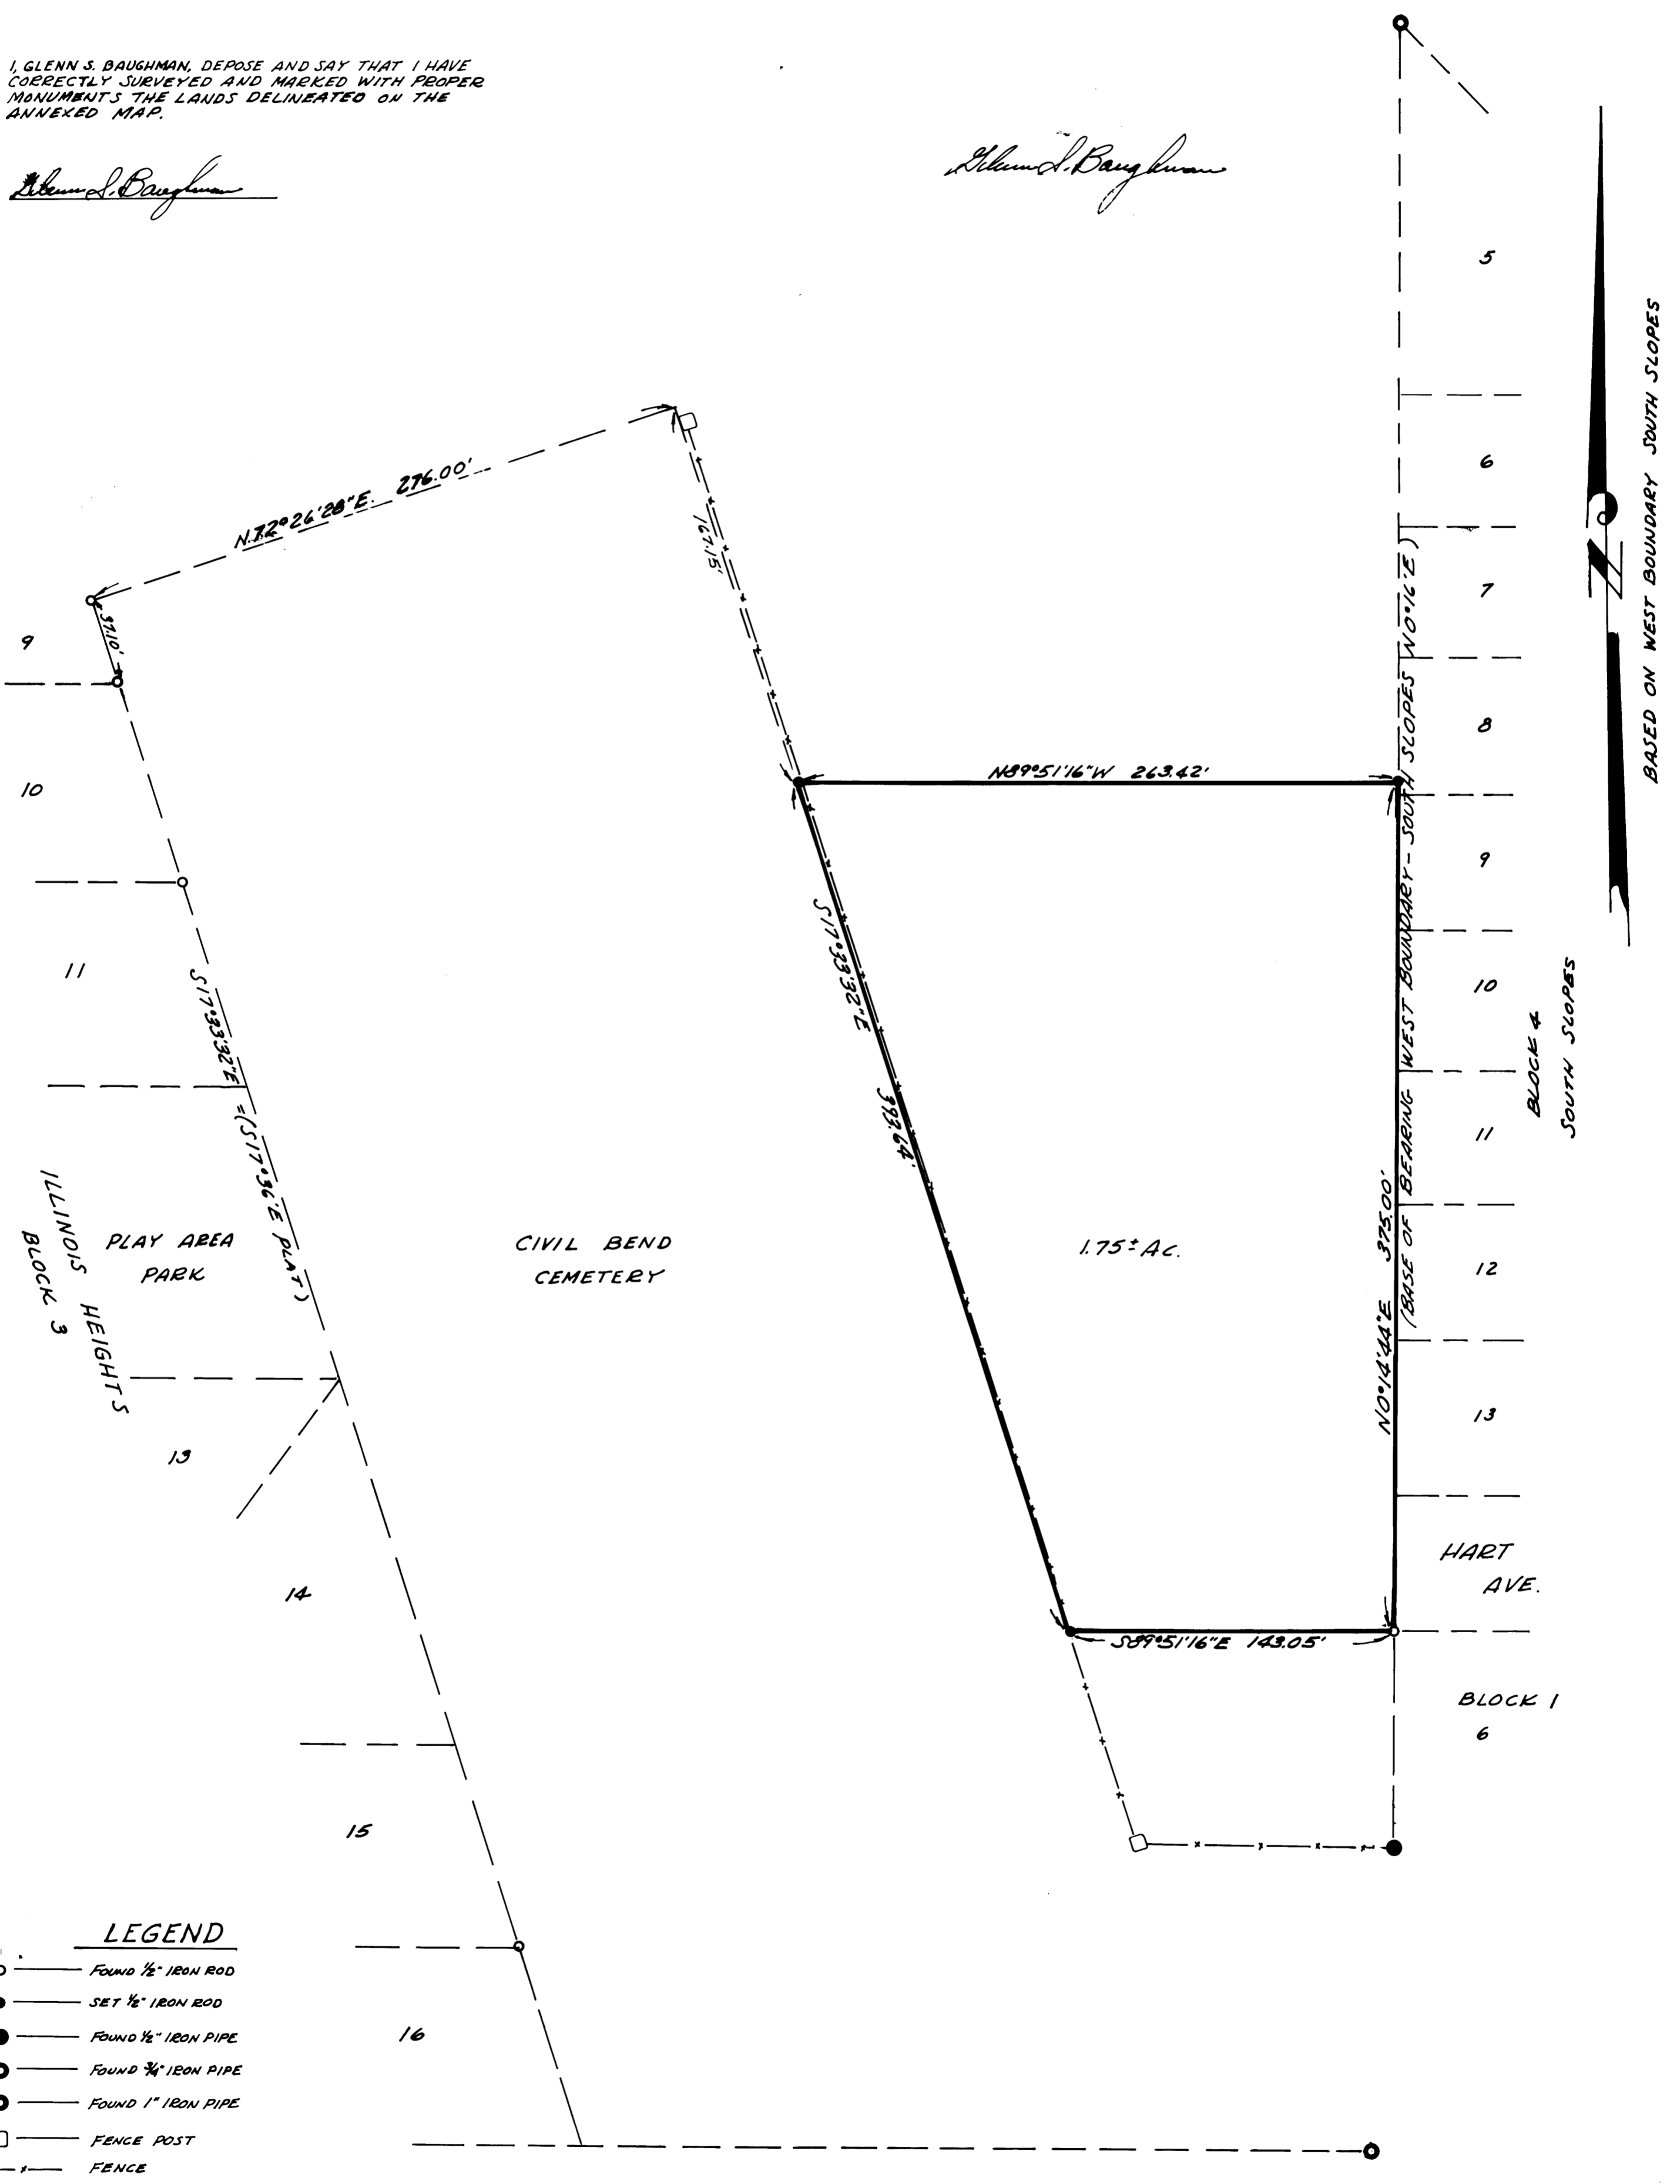 I, GLENN S. BAUGHMAN, DEPOSE AND SAY THAT I HAVE
CORRECTLY SURVEYED AND MARKED WITH PROPER
MONUMENTS THE LANDS DELINEATED ON THE
ANNEXED MAP.
Glenn S. Baughman
Glenn S. Baughman
5
6
7
8
9
10
11
12
13
BLOCK 4
SOUTH SLOPES
HART
AVE.
BLOCK 1
6
N
BASED ON WEST BOUNDARY SOUTH SLOPES
(BASE OF BEARING WEST BOUNDARY - SOUTH SLOPES N0°16'E)
N.72°26'28"E. 276.00'
37.10'
167.15'
N89°51'16"W 263.42'
S17°33'32"E
393.64'
N0°14'44"E 375.00'
S89°51'16"E 143.05'
1.75± AC.
9
10
11
S17°33'32"E =(S17°36'E PLAT)
PLAY AREA
PARK
ILLINOIS HEIGHTS
BLOCK 3
CIVIL BEND
CEMETERY
13
14
15
16
LEGEND
FOUND ½" IRON ROD
SET ½" IRON ROD
FOUND ½" IRON PIPE
FOUND ¾" IRON PIPE
FOUND 1" IRON PIPE
FENCE POST
FENCE